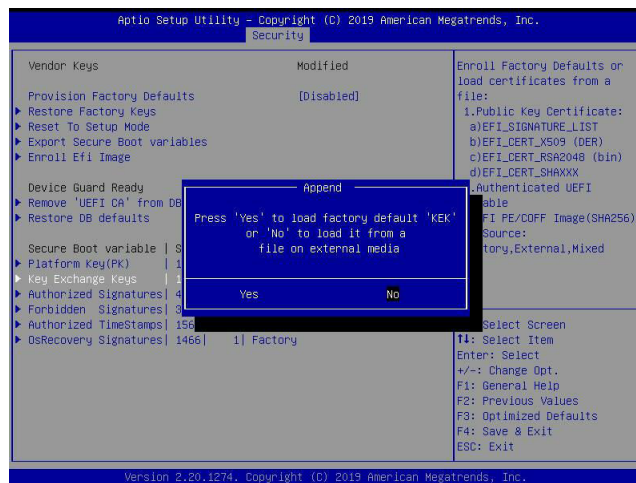 Aptio Setup Utility – Copyright (C) 2019 American Megatrends, Inc.
Security
Vendor Keys Modified
Provision Factory Defaults [Disabled]
Restore Factory Keys
Reset To Setup Mode
Export Secure Boot variables
Enroll Efi Image
Device Guard Ready
Remove 'UEFI CA' from DB
Restore DB defaults
Secure Boot variable | S
Platform Key(PK) | 1
Key Exchange Keys | 1
Authorized Signatures| 4
Forbidden Signatures| 3
Authorized TimeStamps| 156
OsRecovery Signatures| 1466| 1| Factory
Append
Press 'Yes' to load factory default 'KEK'
or 'No' to load it from a
file on external media
Yes No
Enroll Factory Defaults or
load certificates from a
file:
1.Public Key Certificate:
a)EFI_SIGNATURE_LIST
b)EFI_CERT_X509 (DER)
c)EFI_CERT_RSA2048 (bin)
d)EFI_CERT_SHAXXX
.Authenticated UEFI
able
FI PE/COFF Image(SHA256)
Source:
tory,External,Mixed
Select Screen
↑↓: Select Item
Enter: Select
+/-: Change Opt.
F1: General Help
F2: Previous Values
F3: Optimized Defaults
F4: Save & Exit
ESC: Exit
Version 2.20.1274. Copyright (C) 2019 American Megatrends, Inc.